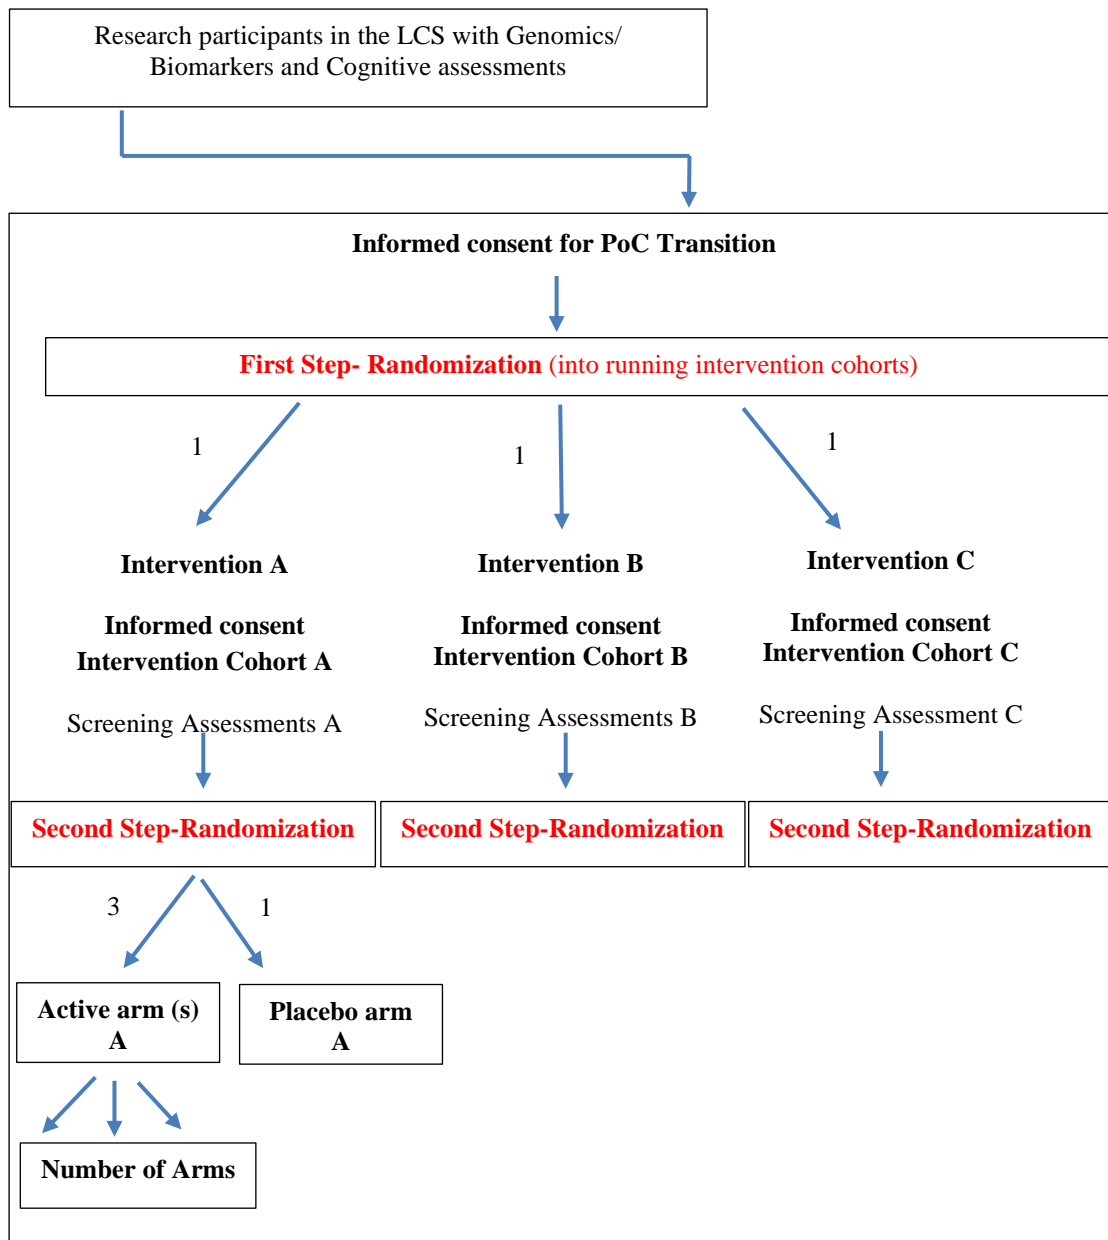 Research participants in the LCS with Genomics/
Biomarkers and Cognitive assessments
Informed consent for PoC Transition
First Step- Randomization (into running intervention cohorts)
1
1
1
Intervention A
Informed consent
Intervention Cohort A
Screening Assessments A
Intervention B
Informed consent
Intervention Cohort B
Screening Assessments B
Intervention C
Informed consent
Intervention Cohort C
Screening Assessment C
Second Step-Randomization
Second Step-Randomization
Second Step-Randomization
3
1
Active arm (s)
A
Placebo arm
A
Number of Arms